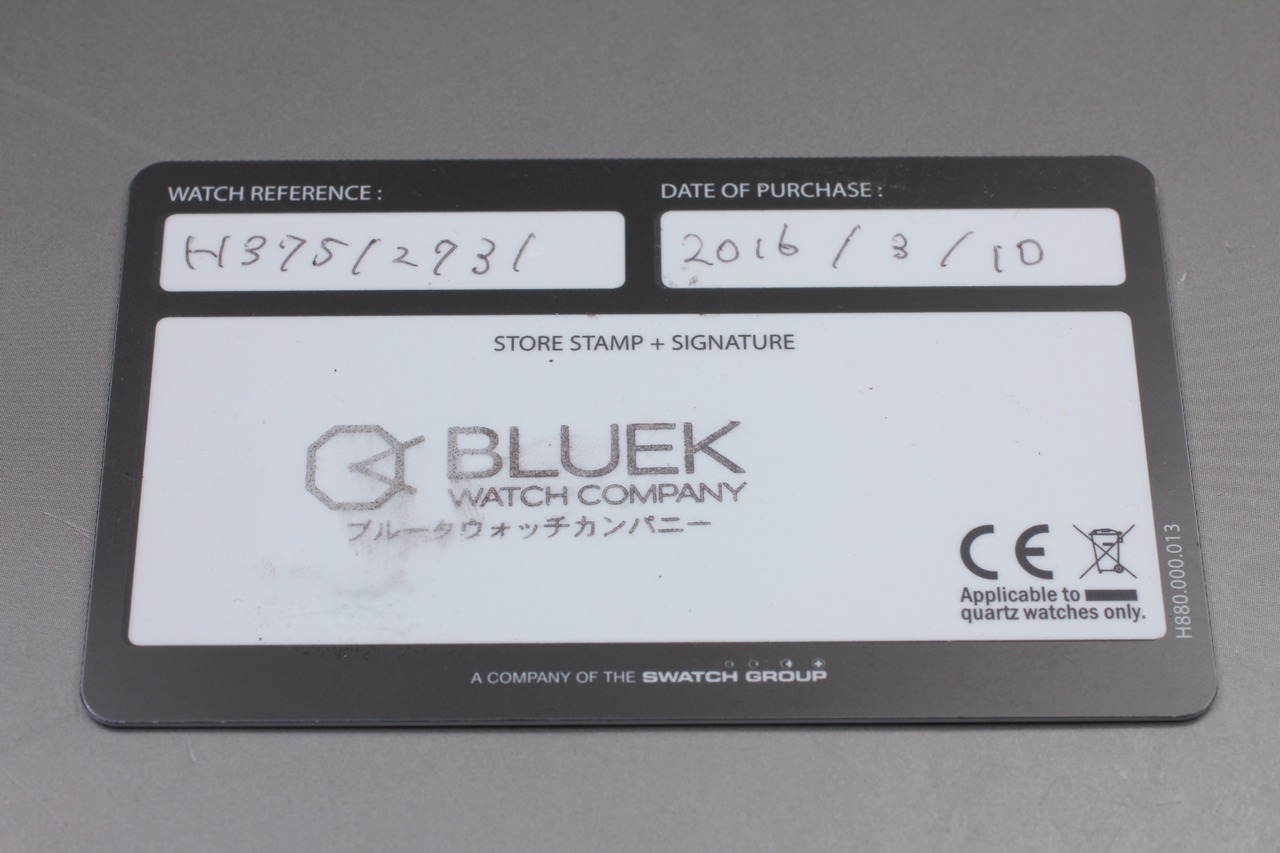 WATCH REFERENCE :
DATE OF PURCHASE :
H37512731
2016 / 3 / 10
STORE STAMP + SIGNATURE
BLUEK
WATCH COMPANY
ブルークウォッチカンパニー
CE
Applicable to
quartz watches only.
H880.000.013
A COMPANY OF THE SWATCH GROUP